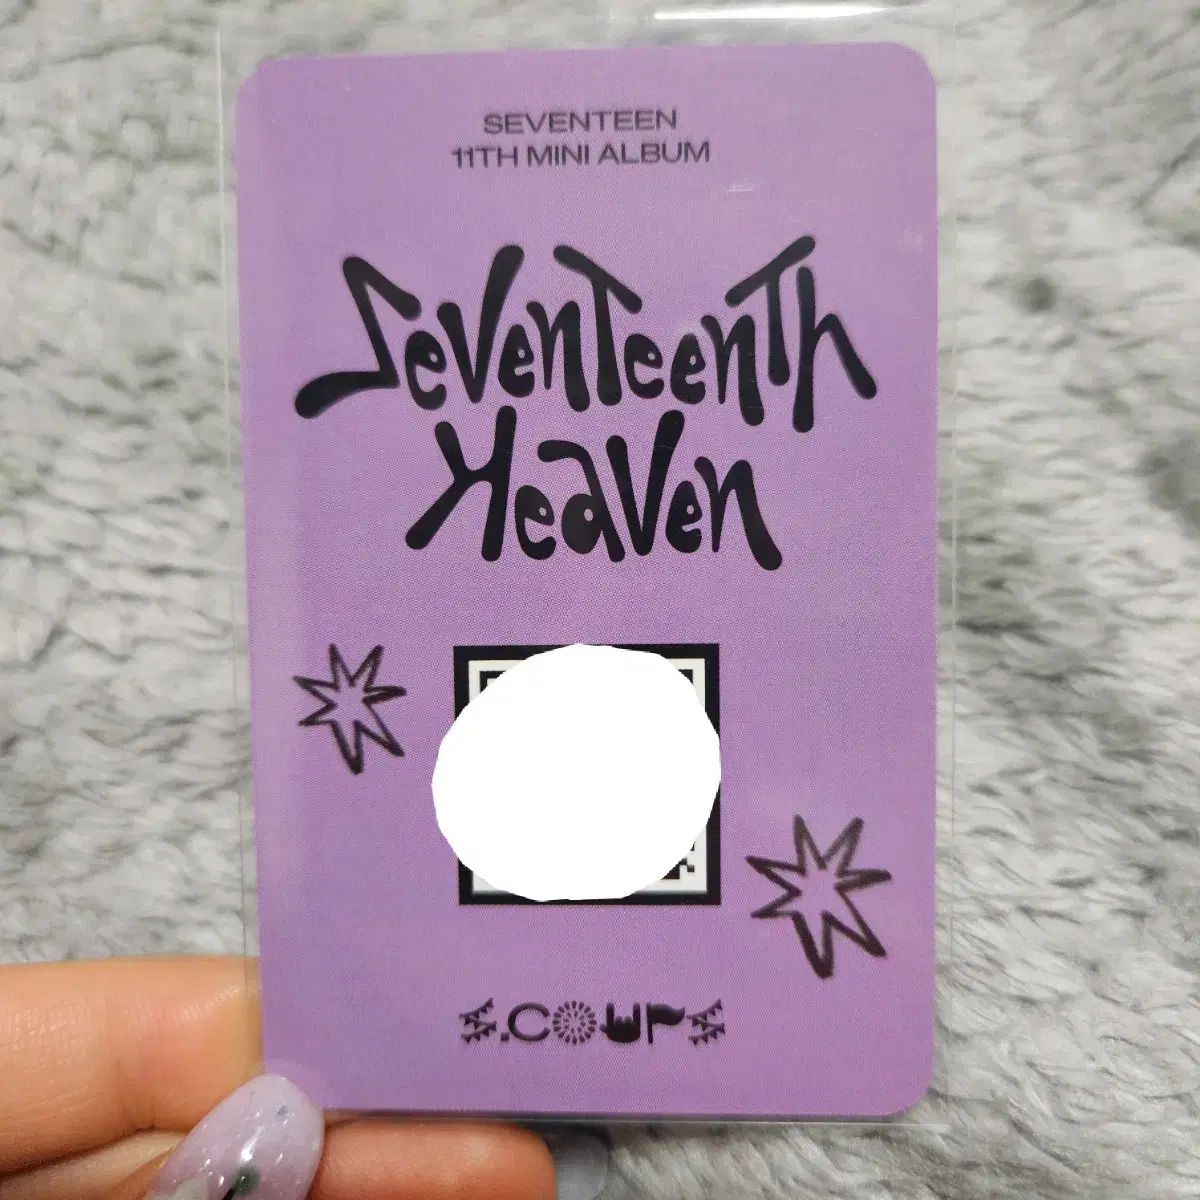 SEVENTEEN
11TH MINI ALBUM
SevenTeenTh
Heaven
S.COUPS